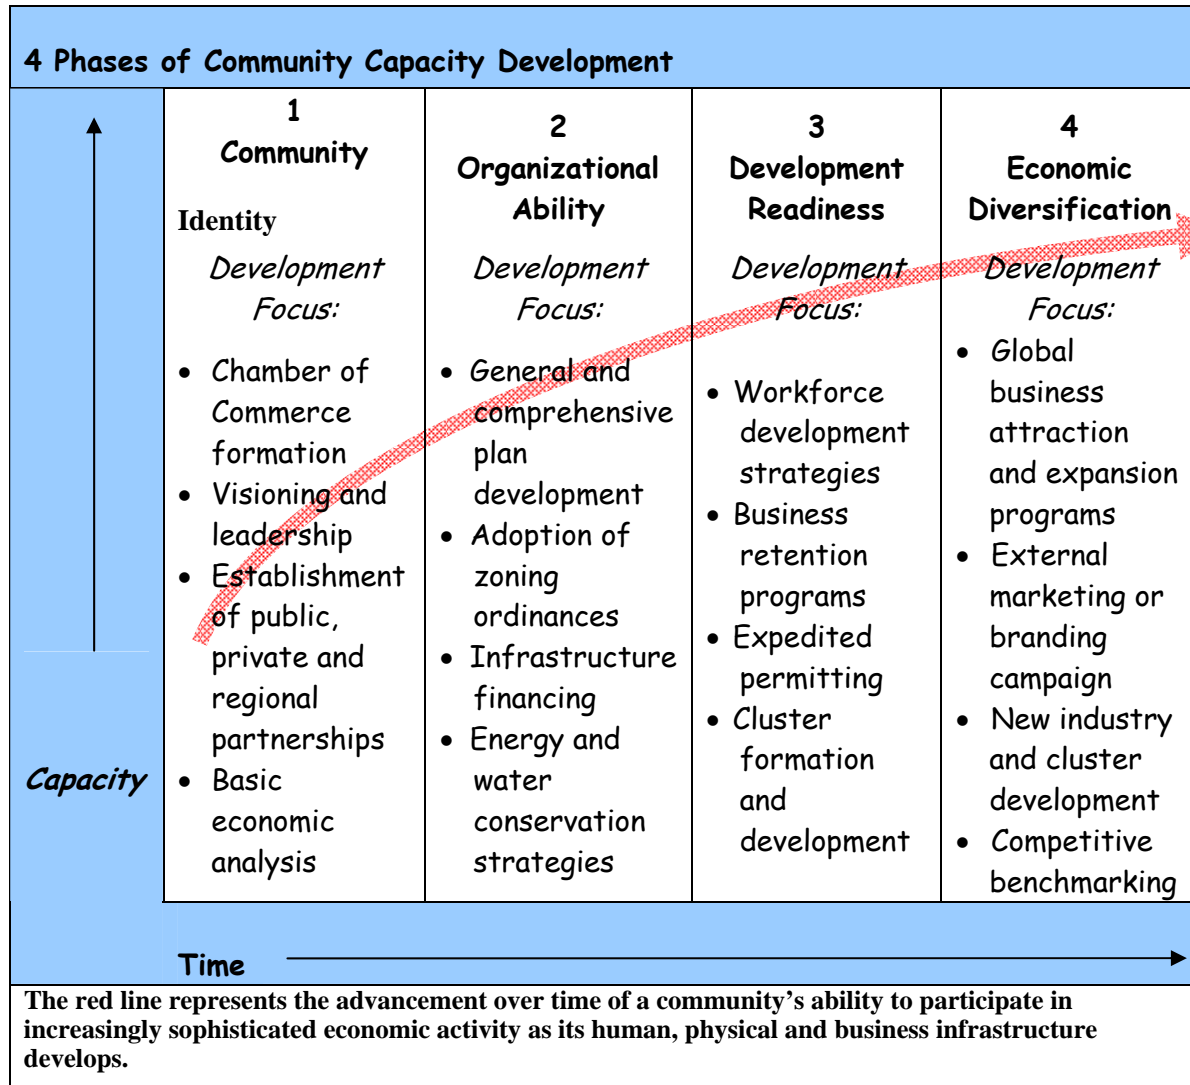 4 Phases of Community Capacity Development
1
Community
Identity
Development
Focus:
• Chamber of
Commerce
formation
• Visioning and
leadership
• Establishment
of public,
private and
regional
partnerships
• Basic
economic
analysis
2
Organizational
Ability
Development
Focus:
• General and
comprehensive
plan
development
• Adoption of
zoning
ordinances
• Infrastructure
financing
• Energy and
water
conservation
strategies
3
Development
Readiness
Development
Focus:
• Workforce
development
strategies
• Business
retention
programs
• Expedited
permitting
• Cluster
formation
and
development
4
Economic
Diversification
Development
Focus:
• Global
business
attraction
and expansion
programs
• External
marketing or
branding
campaign
• New industry
and cluster
development
• Competitive
benchmarking
Capacity
Time
The red line represents the advancement over time of a community’s ability to participate in
increasingly sophisticated economic activity as its human, physical and business infrastructure
develops.